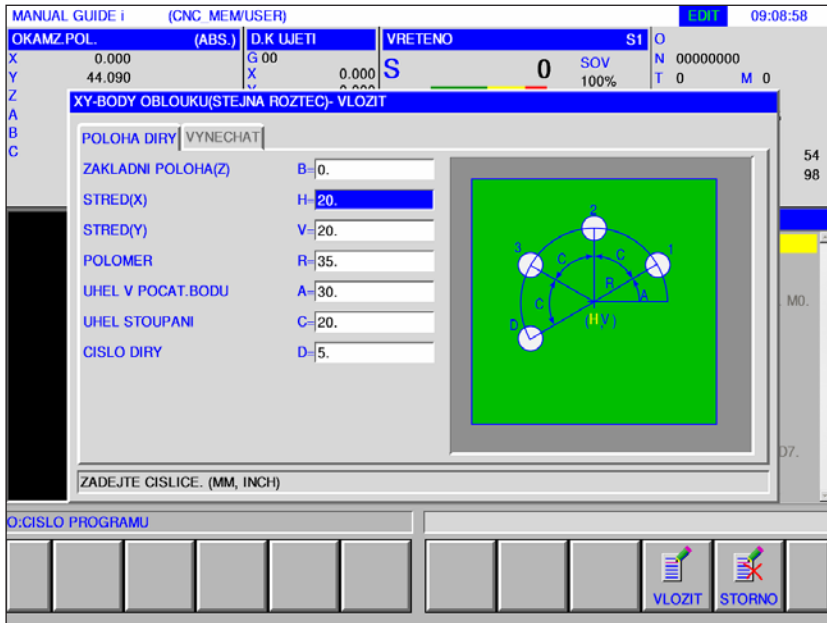 MANUAL GUIDE i (CNC_MEM/USER) EDIT 09:08:58
OKAMZ.POL. (ABS.) D.K UJETI VRETENO S1 O
X 0.000 G 00 S 0 SOV N 00000000
Y 44.090 X 0.000 100% T 0 M 0
Z
A
B
C
54
98
XY-BODY OBLOUKU(STEJNA ROZTEC)- VLOZIT
POLOHA DIRY VYNECHAT
ZAKLADNI POLOHA(Z) B= 0.
STRED(X) H= 20.
STRED(Y) V= 20.
POLOMER R= 35.
UHEL V POCAT.BODU A= 30.
UHEL STOUPANI C= 20.
CISLO DIRY D= 5.
2
3 C C 1
R
C A
D (H,V)
M0.
D7.
ZADEJTE CISLICE. (MM, INCH)
O:CISLO PROGRAMU
VLOZIT STORNO